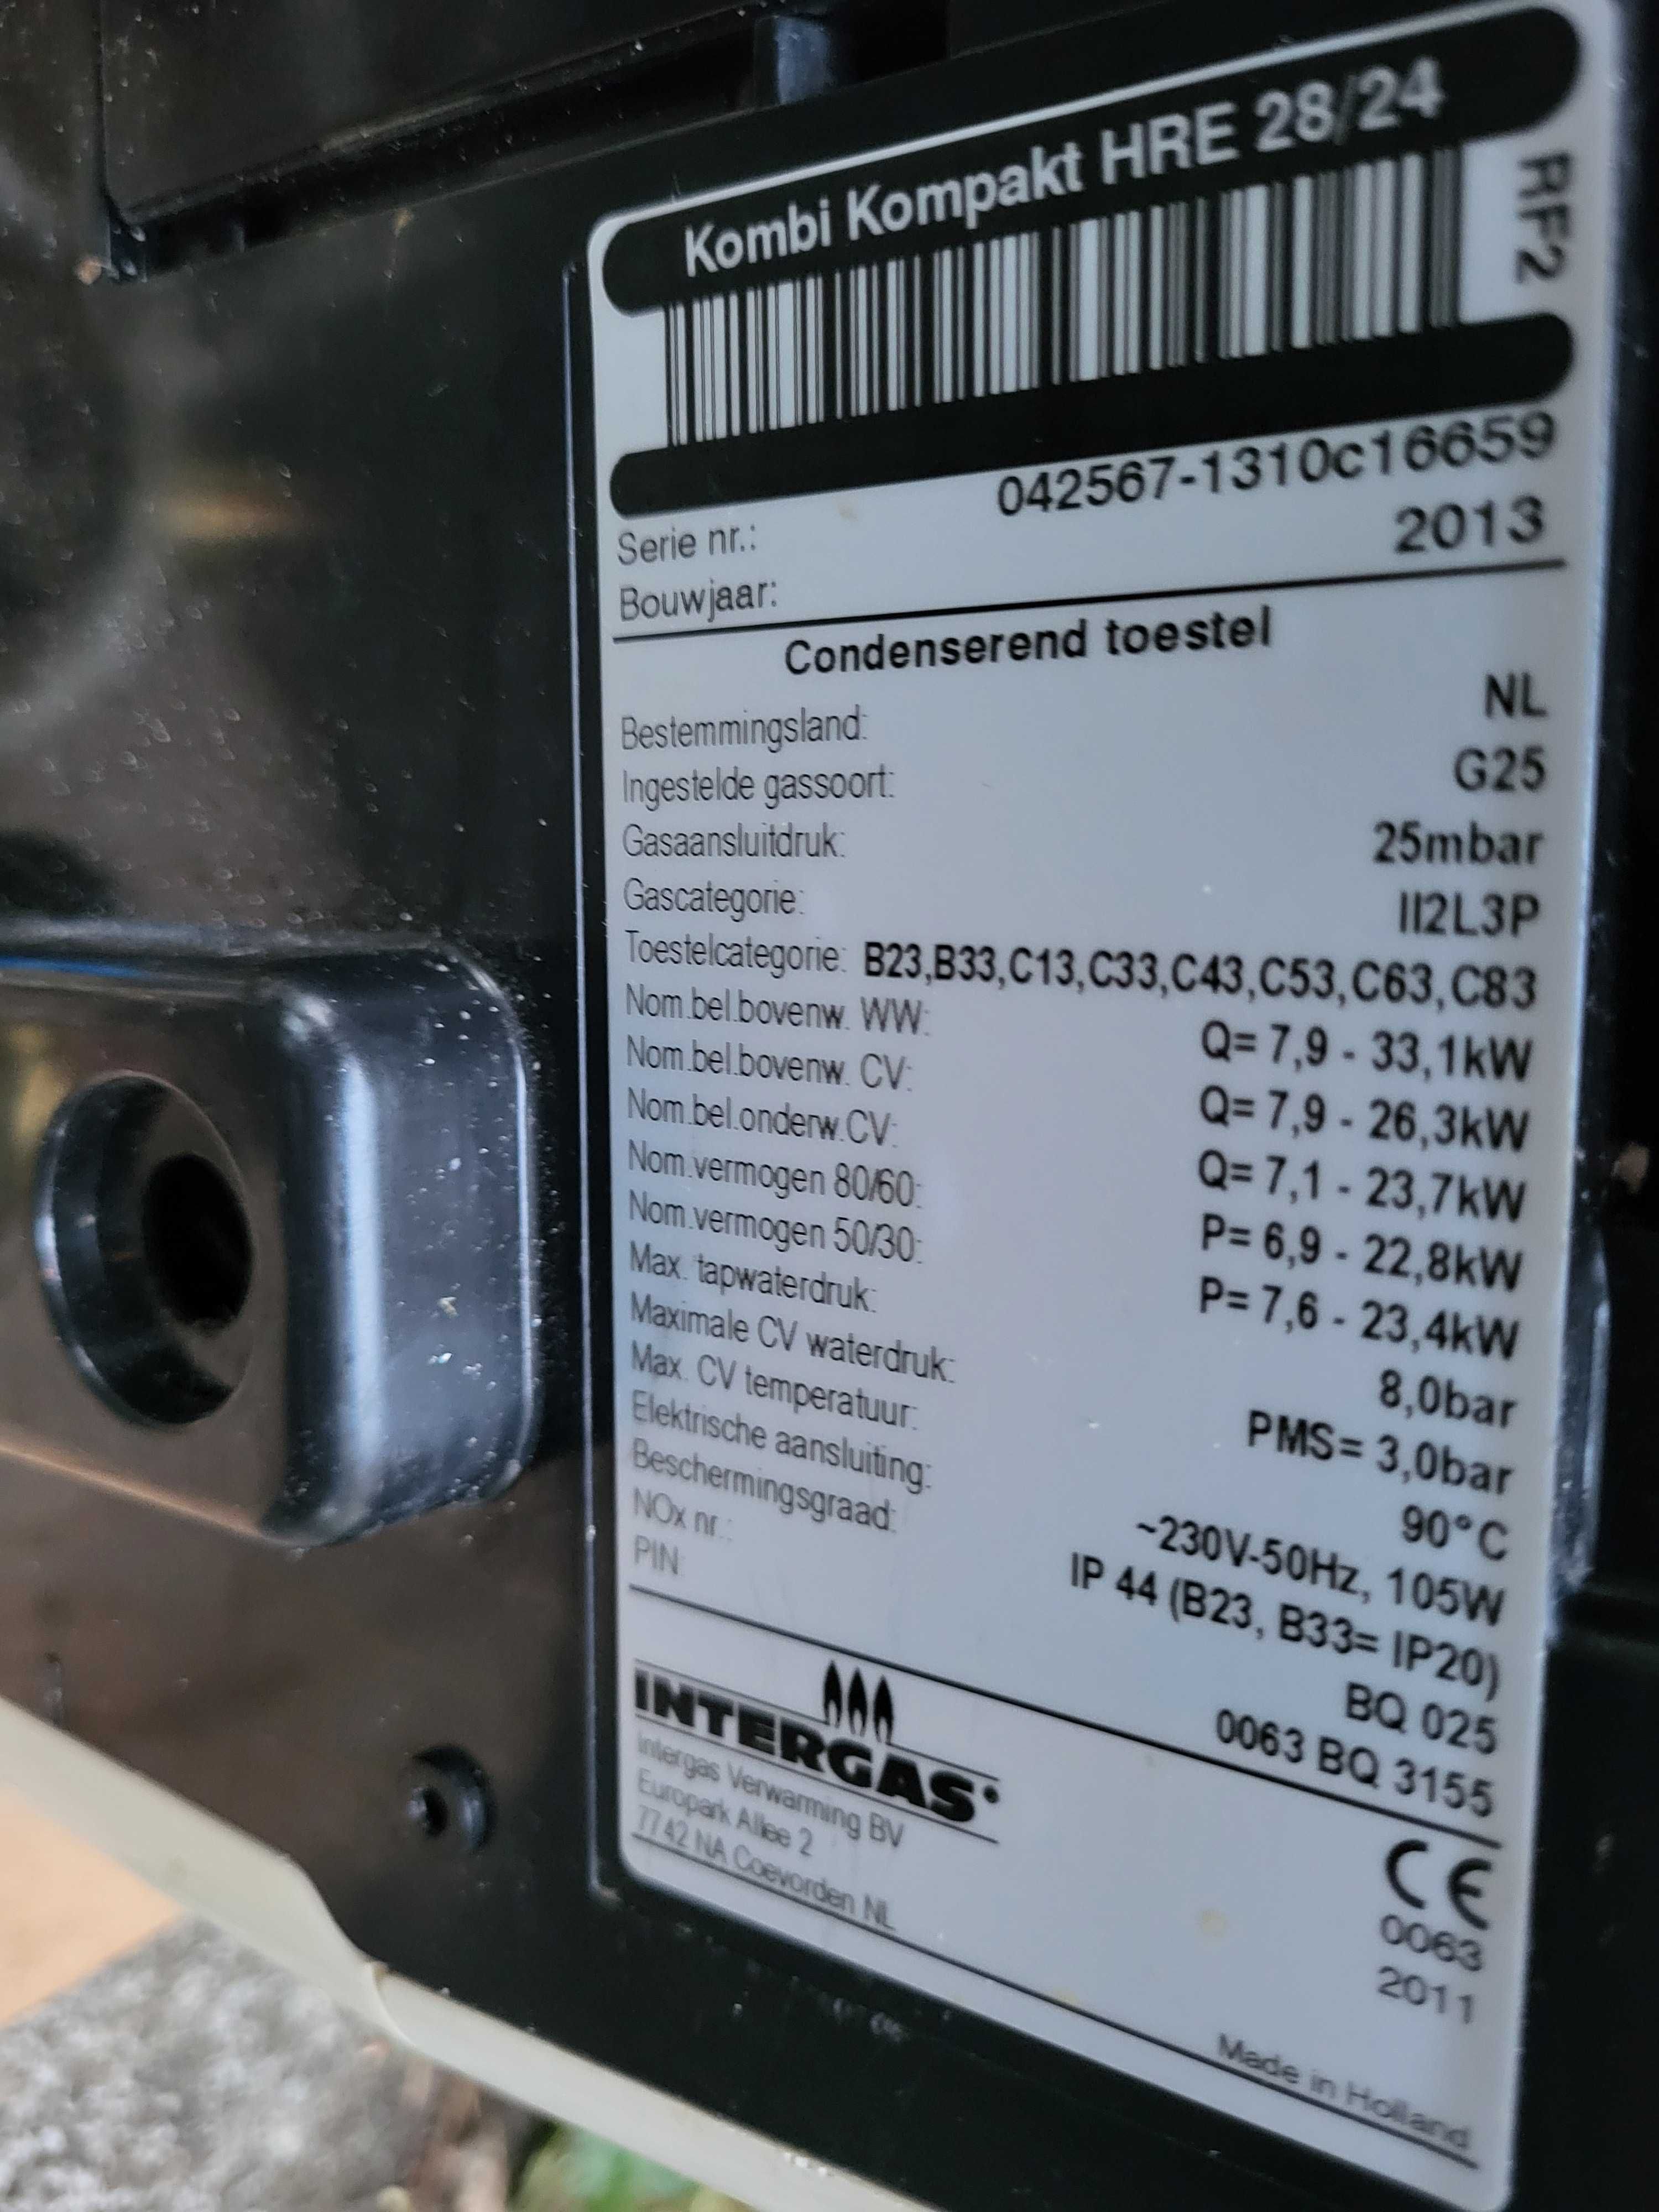 Kombi Kompakt HRE 28/24
RF2
Serie nr.: 042567-1310c16659
Bouwjaar: 2013
Condenserend toestel
Bestemmingsland: NL
Ingestelde gassoort: G25
Gasaansluitdruk: 25mbar
Gascategorie: II2L3P
Toestelcategorie: B23,B33,C13,C33,C43,C53,C63,C83
Nom.bel.bovenw. WW: Q= 7,9 - 33,1kW
Nom.bel.bovenw. CV: Q= 7,9 - 26,3kW
Nom.bel.onderw.CV: Q= 7,1 - 23,7kW
Nom.vermogen 80/60: P= 6,9 - 22,8kW
Nom.vermogen 50/30: P= 7,6 - 23,4kW
Max. tapwaterdruk: 8,0bar
Maximale CV waterdruk: PMS= 3,0bar
Max. CV temperatuur: 90°C
Elektrische aansluiting: ~230V-50Hz, 105W
Beschermingsgraad: IP 44 (B23, B33= IP20)
NOx nr.: BQ 025
PIN: 0063 BQ 3155
INTERGAS
Intergas Verwarming BV
Europark Allee 2
7742 NA Coevorden NL
CE
0063
2011
Made in Holland